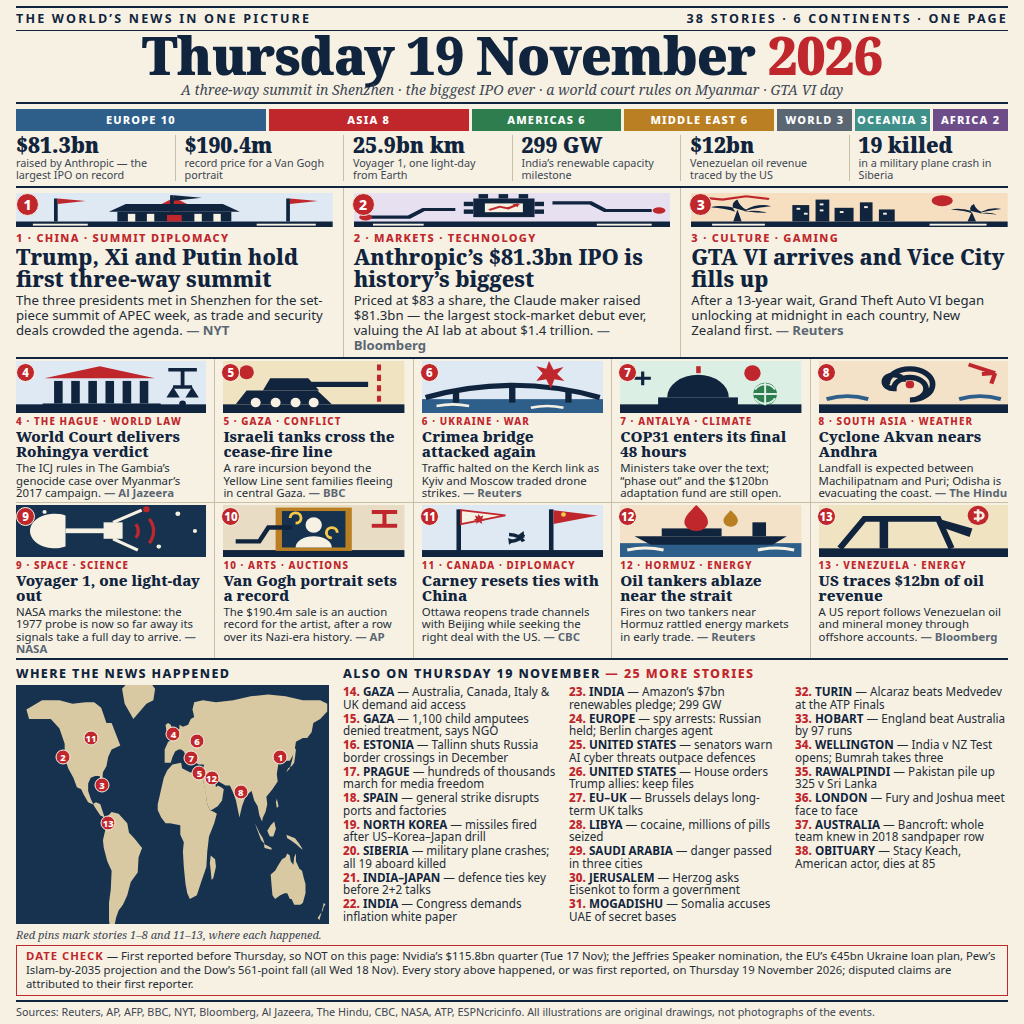 THE WORLD'S NEWS IN ONE PICTURE
38 STORIES · 6 CONTINENTS · ONE PAGE
Thursday 19 November 2026
A three-way summit in Shenzhen · the biggest IPO ever · a world court rules on Myanmar · GTA VI day
EUROPE 10
ASIA 8
AMERICAS 6
MIDDLE EAST 6
WORLD 3
OCEANIA 3
AFRICA 2
$81.3bn
raised by Anthropic — the
largest IPO on record
$190.4m
record price for a Van Gogh
portrait
25.9bn km
Voyager 1, one light-day
from Earth
299 GW
India's renewable capacity
milestone
$12bn
Venezuelan oil revenue
traced by the US
19 killed
in a military plane crash in
Siberia
1
1 · CHINA · SUMMIT DIPLOMACY
Trump, Xi and Putin hold
first three-way summit
The three presidents met in Shenzhen for the set-
piece summit of APEC week, as trade and security
deals crowded the agenda. — NYT
2
2 · MARKETS · TECHNOLOGY
Anthropic's $81.3bn IPO is
history's biggest
Priced at $83 a share, the Claude maker raised
$81.3bn — the largest stock-market debut ever,
valuing the AI lab at about $1.4 trillion. —
Bloomberg
3
3 · CULTURE · GAMING
GTA VI arrives and Vice City
fills up
After a 13-year wait, Grand Theft Auto VI began
unlocking at midnight in each country, New
Zealand first. — Reuters
4
4 · THE HAGUE · WORLD LAW
World Court delivers
Rohingya verdict
The ICJ rules in The Gambia's
genocide case over Myanmar's
2017 campaign. — Al Jazeera
5
5 · GAZA · CONFLICT
Israeli tanks cross the
cease-fire line
A rare incursion beyond the
Yellow Line sent families fleeing
in central Gaza. — BBC
6
6 · UKRAINE · WAR
Crimea bridge
attacked again
Traffic halted on the Kerch link as
Kyiv and Moscow traded drone
strikes. — Reuters
7
7 · ANTALYA · CLIMATE
COP31 enters its final
48 hours
Ministers take over the text;
“phase out” and the $120bn
adaptation fund are still open.
8
8 · SOUTH ASIA · WEATHER
Cyclone Akvan nears
Andhra
Landfall is expected between
Machilipatnam and Puri; Odisha is
evacuating the coast. — The Hindu
9
9 · SPACE · SCIENCE
Voyager 1, one light-day
out
NASA marks the milestone: the
1977 probe is now so far away its
signals take a full day to arrive. —
NASA
10
10 · ARTS · AUCTIONS
Van Gogh portrait sets
a record
The $190.4m sale is an auction
record for the artist, after a row
over its Nazi-era history. — AP
11
11 · CANADA · DIPLOMACY
Carney resets ties with
China
Ottawa reopens trade channels
with Beijing while seeking the
right deal with the US. — CBC
12
12 · HORMUZ · ENERGY
Oil tankers ablaze
near the strait
Fires on two tankers near
Hormuz rattled energy markets
in early trade. — Reuters
13
13 · VENEZUELA · ENERGY
US traces $12bn of oil
revenue
A US report follows Venezuelan oil
and mineral money through
offshore accounts. — Bloomberg
WHERE THE NEWS HAPPENED
11
2
3
13
4
6
7
5
12
8
1
Red pins mark stories 1–8 and 11–13, where each happened.
ALSO ON THURSDAY 19 NOVEMBER — 25 MORE STORIES
14. GAZA — Australia, Canada, Italy &
UK demand aid access
15. GAZA — 1,100 child amputees
denied treatment, says NGO
16. ESTONIA — Tallinn shuts Russia
border crossings in December
17. PRAGUE — hundreds of thousands
march for media freedom
18. SPAIN — general strike disrupts
ports and factories
19. NORTH KOREA — missiles fired
after US–Korea–Japan drill
20. SIBERIA — military plane crashes;
all 19 aboard killed
21. INDIA–JAPAN — defence ties key
before 2+2 talks
22. INDIA — Congress demands
inflation white paper
23. INDIA — Amazon's $7bn
renewables pledge; 299 GW
24. EUROPE — spy arrests: Russian
held; Berlin charges agent
25. UNITED STATES — senators warn
AI cyber threats outpace defences
26. UNITED STATES — House orders
Trump allies: keep files
27. EU–UK — Brussels delays long-
term UK talks
28. LIBYA — cocaine, millions of pills
seized
29. SAUDI ARABIA — danger passed
in three cities
30. JERUSALEM — Herzog asks
Eisenkot to form a government
31. MOGADISHU — Somalia accuses
UAE of secret bases
32. TURIN — Alcaraz beats Medvedev
at the ATP Finals
33. HOBART — England beat Australia
by 97 runs
34. WELLINGTON — India v NZ Test
opens; Bumrah takes three
35. RAWALPINDI — Pakistan pile up
325 v Sri Lanka
36. LONDON — Fury and Joshua meet
face to face
37. AUSTRALIA — Bancroft: whole
team knew in 2018 sandpaper row
38. OBITUARY — Stacy Keach,
American actor, dies at 85
DATE CHECK — First reported before Thursday, so NOT on this page: Nvidia's $115.8bn quarter (Tue 17 Nov); the Jeffries Speaker nomination, the EU's €45bn Ukraine loan plan, Pew's
Islam-by-2035 projection and the Dow's 561-point fall (all Wed 18 Nov). Every story above happened, or was first reported, on Thursday 19 November 2026; disputed claims are
attributed to their first reporter.
Sources: Reuters, AP, AFP, BBC, NYT, Bloomberg, Al Jazeera, The Hindu, CBC, NASA, ATP, ESPNcricinfo. All illustrations are original drawings, not photographs of the events.